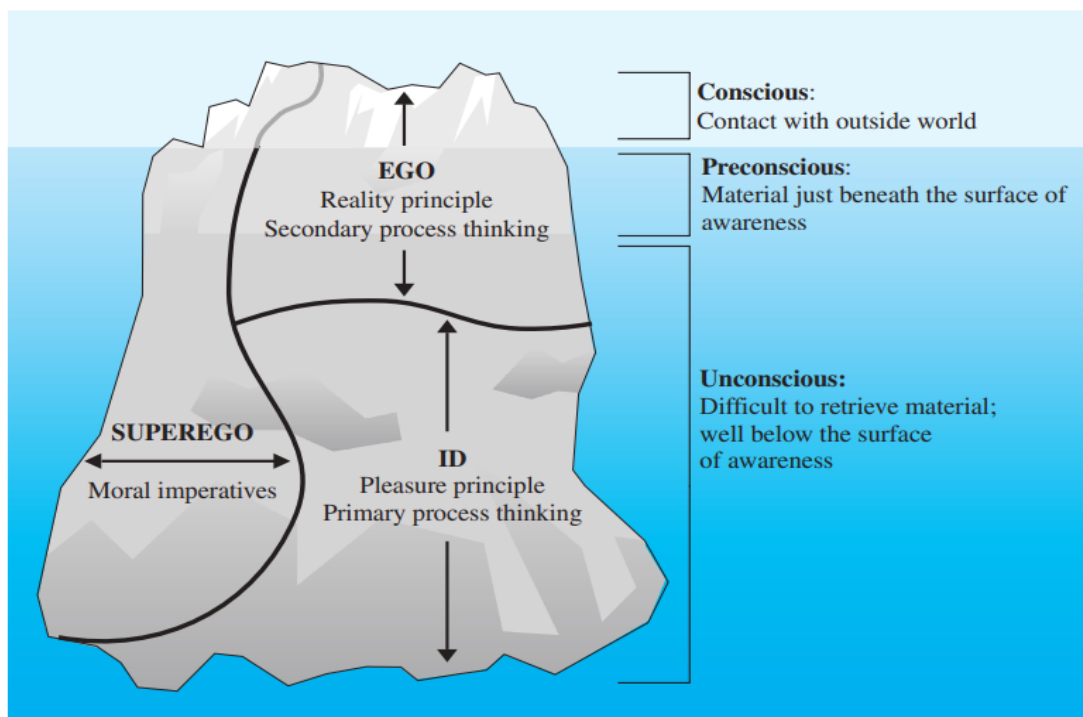 Conscious:
Contact with outside world
Preconscious:
Material just beneath the surface of
awareness
EGO
Reality principle
Secondary process thinking
Unconscious:
Difficult to retrieve material;
well below the surface
of awareness
SUPEREGO
Moral imperatives
ID
Pleasure principle
Primary process thinking